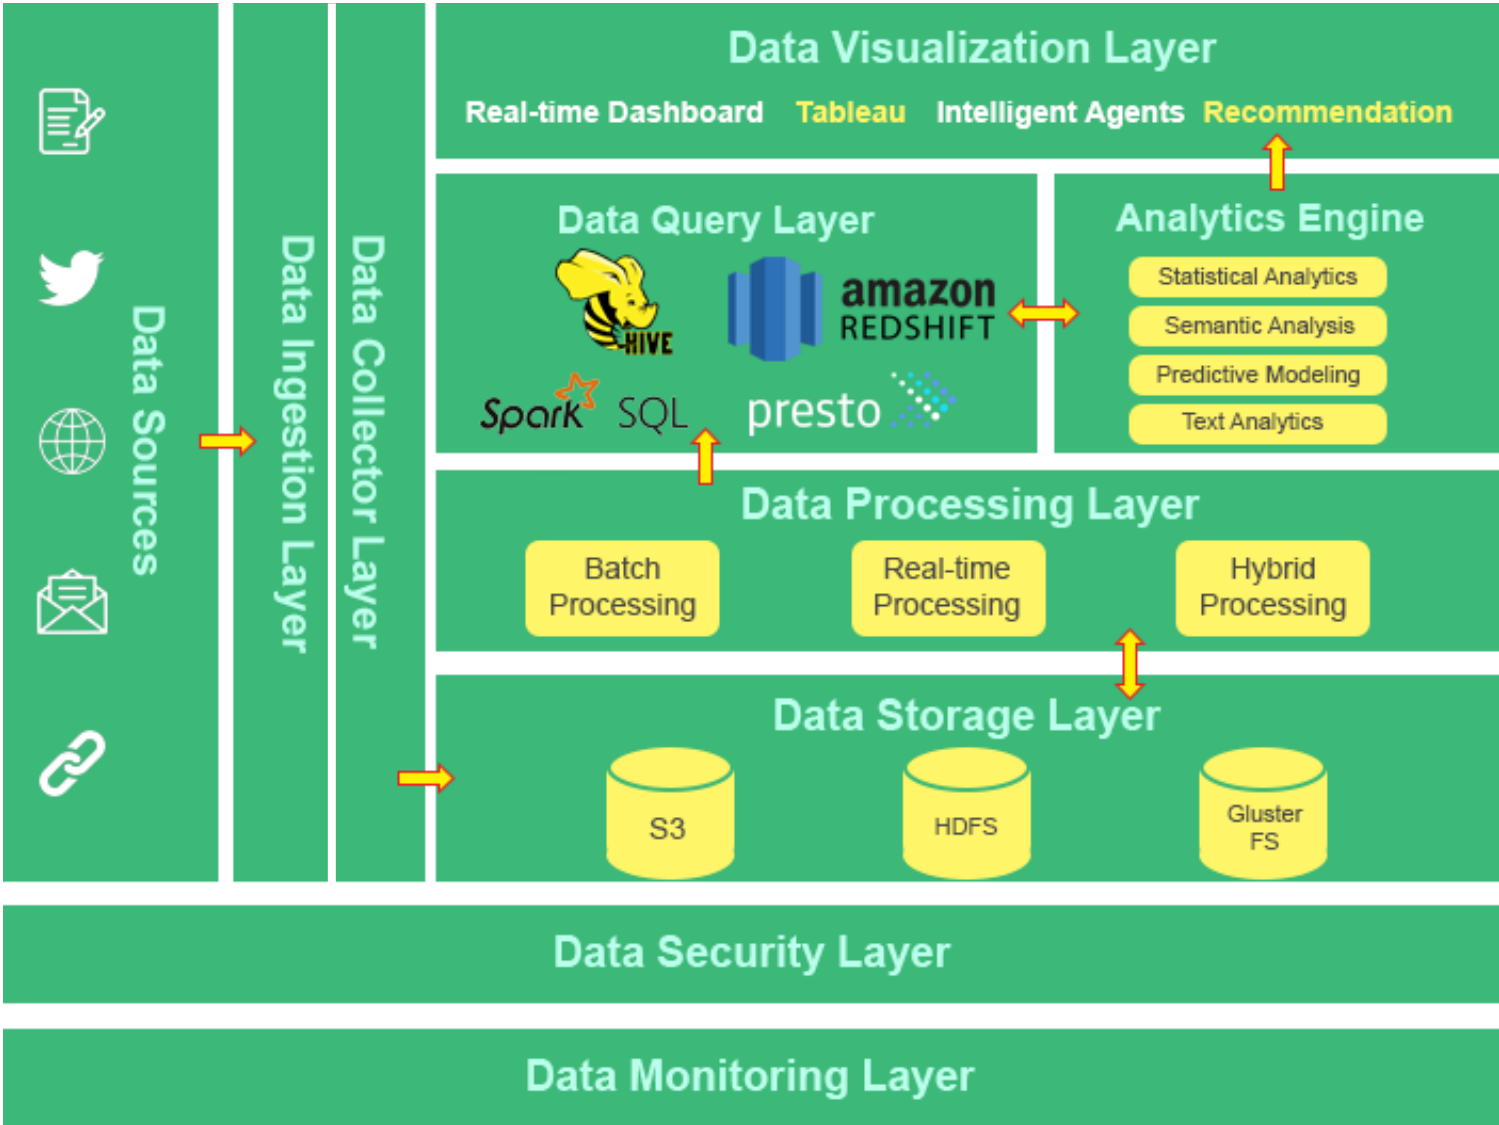 Data Sources
Data Ingestion Layer
Data Collector Layer
Data Visualization Layer
Real-time Dashboard Tableau Intelligent Agents Recommendation
Data Query Layer
HIVE
amazon
REDSHIFT
Spark SQL
presto
Analytics Engine
Statistical Analytics
Semantic Analysis
Predictive Modeling
Text Analytics
Data Processing Layer
Batch
Processing
Real-time
Processing
Hybrid
Processing
Data Storage Layer
S3
HDFS
Gluster
FS
Data Security Layer
Data Monitoring Layer